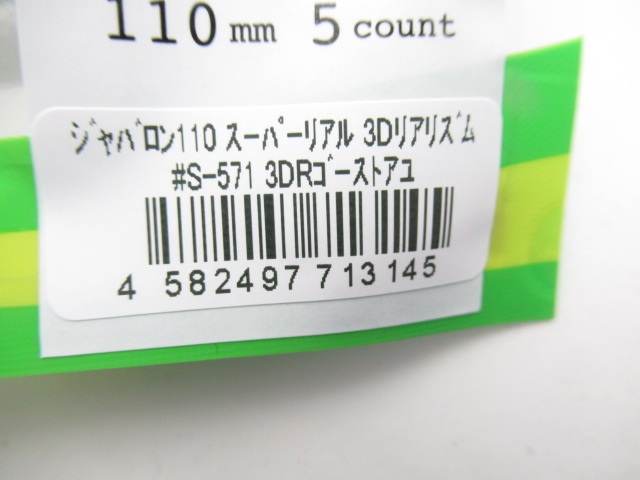 110 mm 5 count
ｼﾞｬﾊﾞﾛﾝ110 ｽｰﾊﾟｰﾘｱﾙ 3Dﾘｱﾘｽﾞﾑ
#S-571 3DRｺﾞｰｽﾄｱﾕ
4 582497 713145